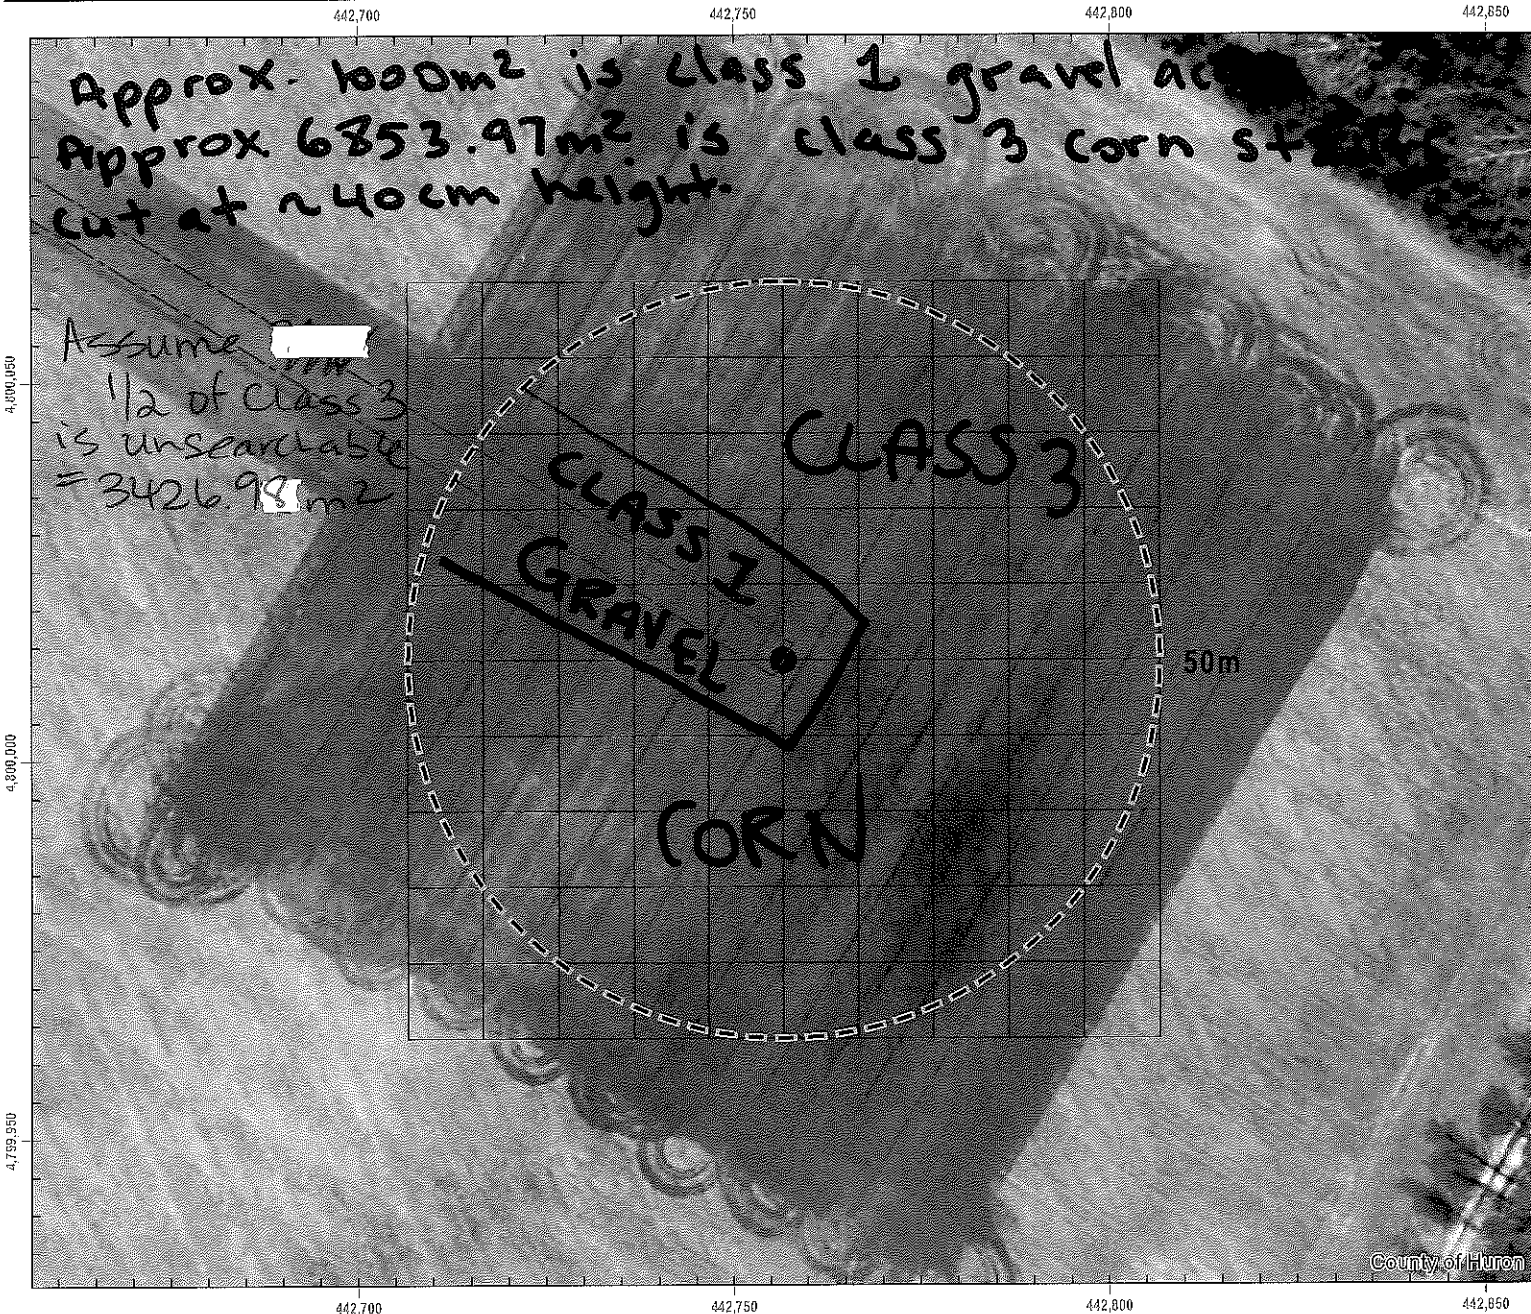 442,700 442,750 442,800 442,850
Approx. 1000m² is class 1 gravel
Approx 6853.97m² is class 3 corn
cut at ~40cm height.
Assume
1/2 of Class 3
is unsearchable
= 3426.98 m²
4,800,050
CLASS 3
CLASS 1
GRAVEL
50m
4,800,000
CORN
4,799,950
County of Huron
442,700 442,750 442,800 442,850